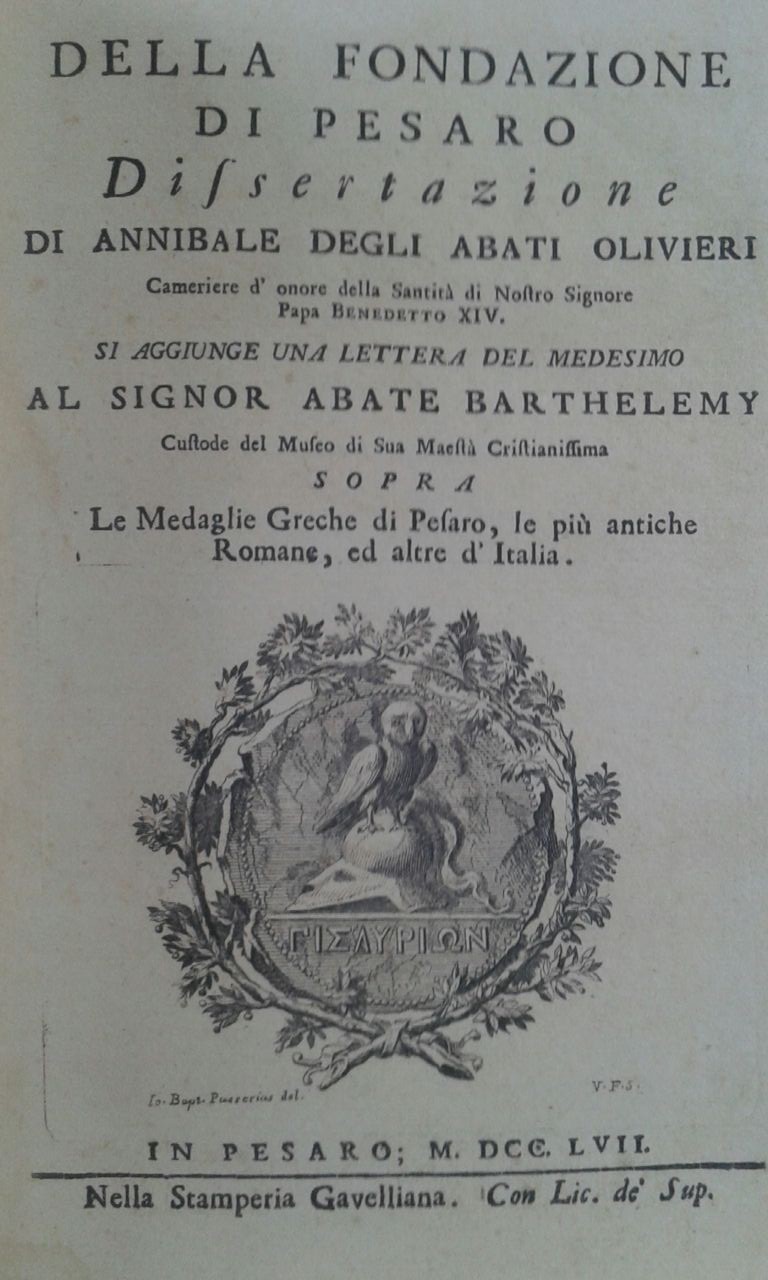 DELLA FONDAZIONE
DI PESARO
Diſsertazione
DI ANNIBALE DEGLI ABATI OLIVIERI
Cameriere d' onore della Santità di Noſtro Signore
Papa BENEDETTO XIV.
SI AGGIUNGE UNA LETTERA DEL MEDESIMO
AL SIGNOR ABATE BARTHELEMY
Cuſtode del Muſeo di Sua Maeſtà Criſtianiſſima
SOPRA
Le Medaglie Greche di Peſaro, le più antiche
Romane, ed altre d' Italia.
ΓΙΣΑΥΡΙΩΝ
Io. Bapt. Passerius del.
V. F. S.
IN PESARO; M. DCC. LVII.
Nella Stamperia Gavelliana. Con Lic. de' Sup.